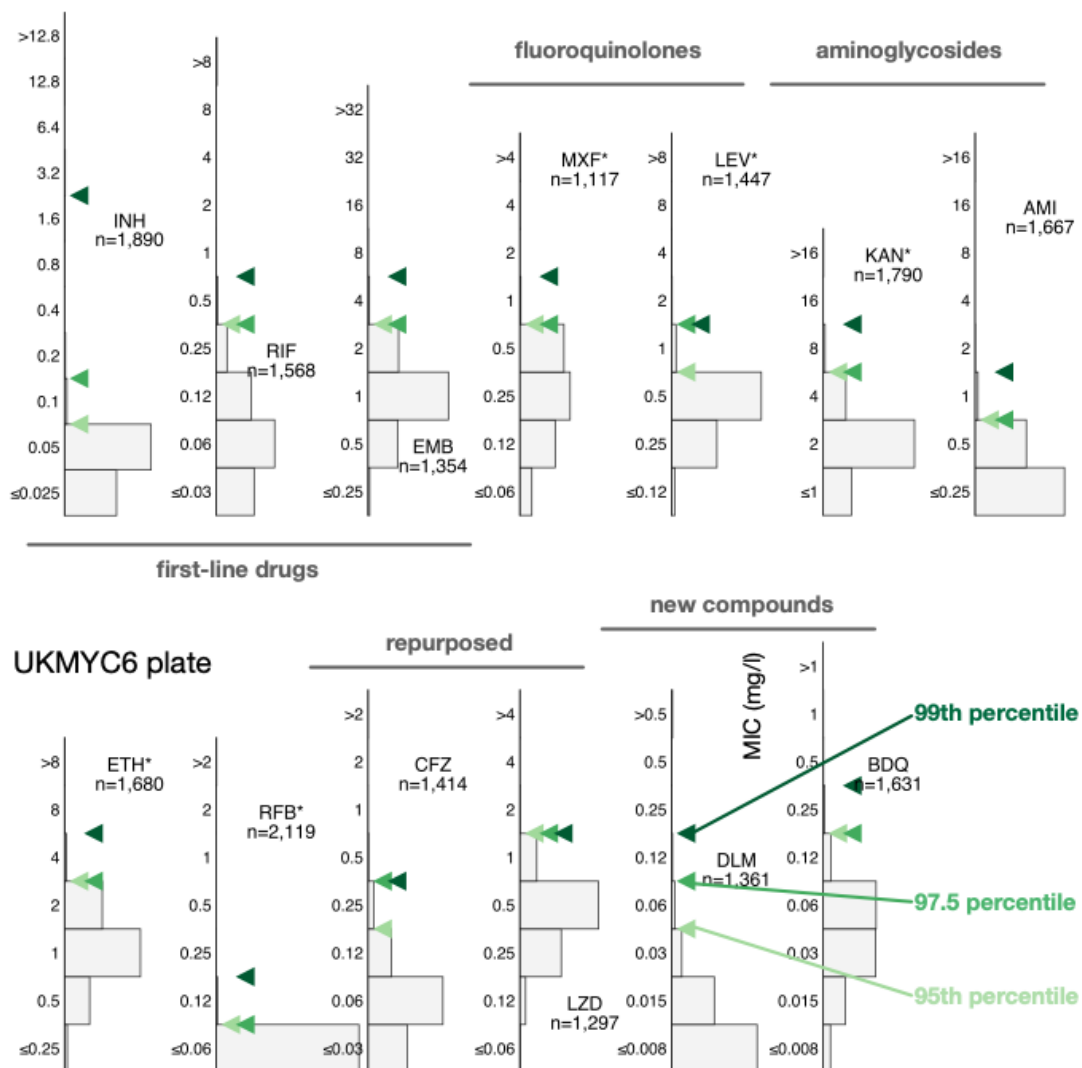 fluoroquinolones
aminoglycosides
>12.8
12.8
6.4
3.2
1.6
0.8
0.4
0.2
0.1
0.05
≤0.025
INH
n=1,890
>8
8
4
2
1
0.5
0.25
0.12
0.06
≤0.03
RIF
n=1,568
>32
32
16
8
4
2
1
0.5
≤0.25
EMB
n=1,354
>4
4
2
1
0.5
0.25
0.12
≤0.06
MXF*
n=1,117
>8
8
4
2
1
0.5
0.25
≤0.12
LEV*
n=1,447
>16
16
8
4
2
≤1
KAN*
n=1,790
>16
16
8
4
2
1
0.5
≤0.25
AMI
n=1,667
first-line drugs
new compounds
repurposed
UKMYC6 plate
>8
8
4
2
1
0.5
≤0.25
ETH*
n=1,680
>2
2
1
0.5
0.25
0.12
≤0.06
RFB*
n=2,119
>2
2
1
0.5
0.25
0.12
0.06
≤0.03
CFZ
n=1,414
>4
4
2
1
0.5
0.25
0.12
≤0.06
LZD
n=1,297
>0.5
0.5
0.25
0.12
0.06
0.03
0.015
≤0.008
DLM
n=1,361
MIC (mg/l)
>1
1
0.5
0.25
0.12
0.06
0.03
0.015
≤0.008
BDQ
n=1,631
99th percentile
97.5 percentile
95th percentile